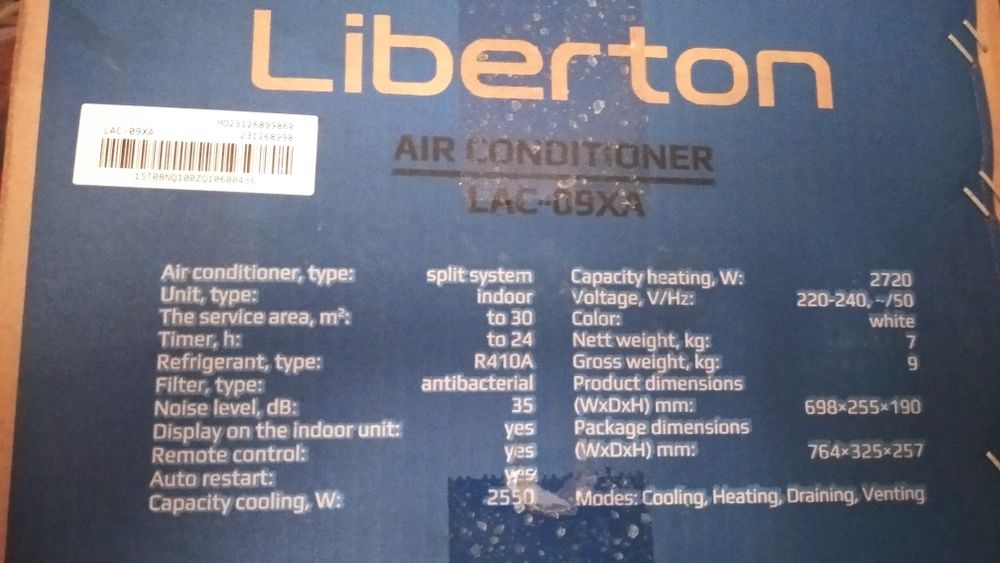 Liberton
MO23126899860
LAC-09XA 231268998
15T0BNQ100ZQ10600436
AIR CONDITIONER
LAC-09XA
Air conditioner, type: split system
Unit, type: indoor
The service area, m²: to 30
Timer, h: to 24
Refrigerant, type: R410A
Filter, type: antibacterial
Noise level, dB: 35
Display on the indoor unit: yes
Remote control: yes
Auto restart: yes
Capacity cooling, W: 2550
Capacity heating, W: 2720
Voltage, V/Hz: 220-240, ~/50
Color: white
Nett weight, kg: 7
Gross weight, kg: 9
Product dimensions
(WxDxH) mm: 698×255×190
Package dimensions
(WxDxH) mm: 764×325×257
Modes: Cooling, Heating, Draining, Venting